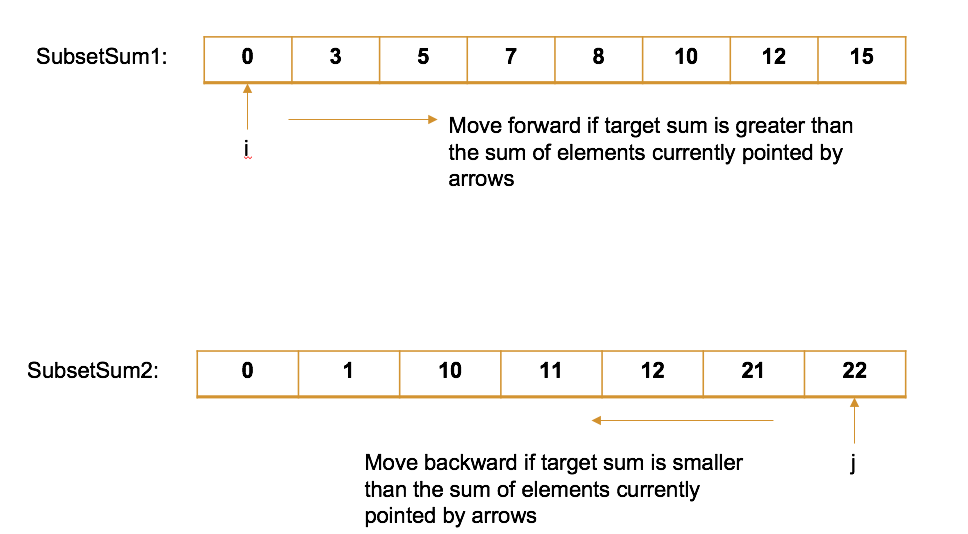 SubsetSum1: 0 3 5 7 8 10 12 15
i
Move forward if target sum is greater than
the sum of elements currently pointed by
arrows
SubsetSum2: 0 1 10 11 12 21 22
j
Move backward if target sum is smaller
than the sum of elements currently
pointed by arrows